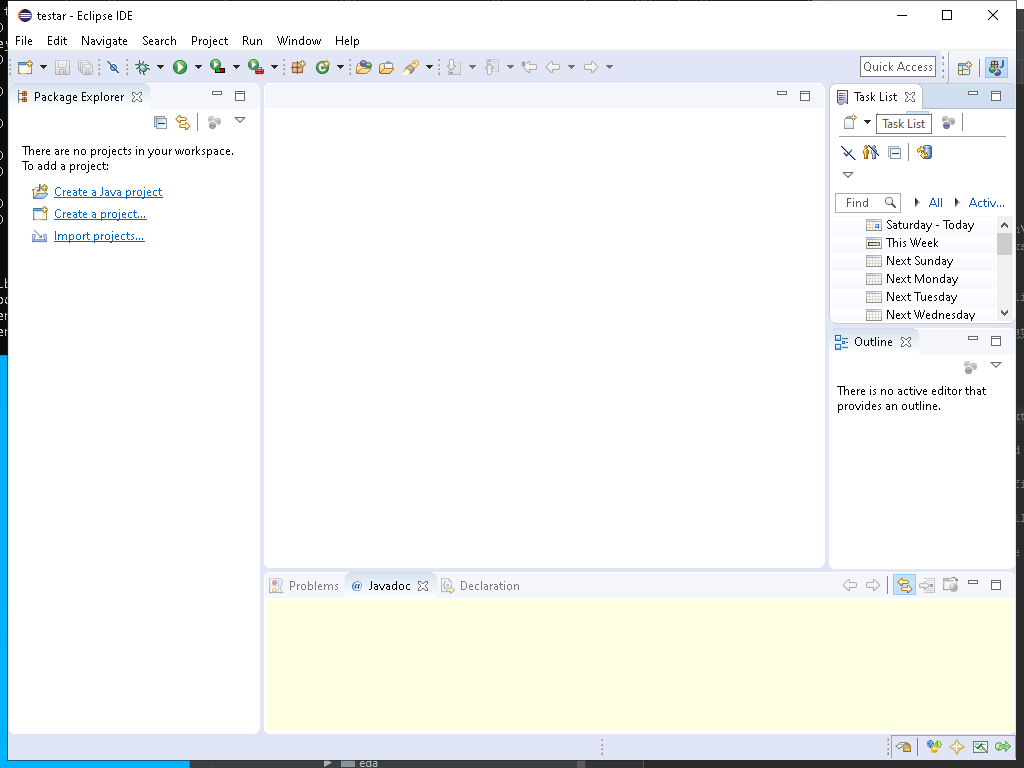 testar - Eclipse IDE
File Edit Navigate Search Project Run Window Help
Quick Access
Package Explorer
There are no projects in your workspace.
To add a project:
Create a Java project
Create a project...
Import projects...
Task List
Task List
Find All Activ...
Saturday - Today
This Week
Next Sunday
Next Monday
Next Tuesday
Next Wednesday
Outline
There is no active editor that
provides an outline.
Problems @ Javadoc Declaration
eda